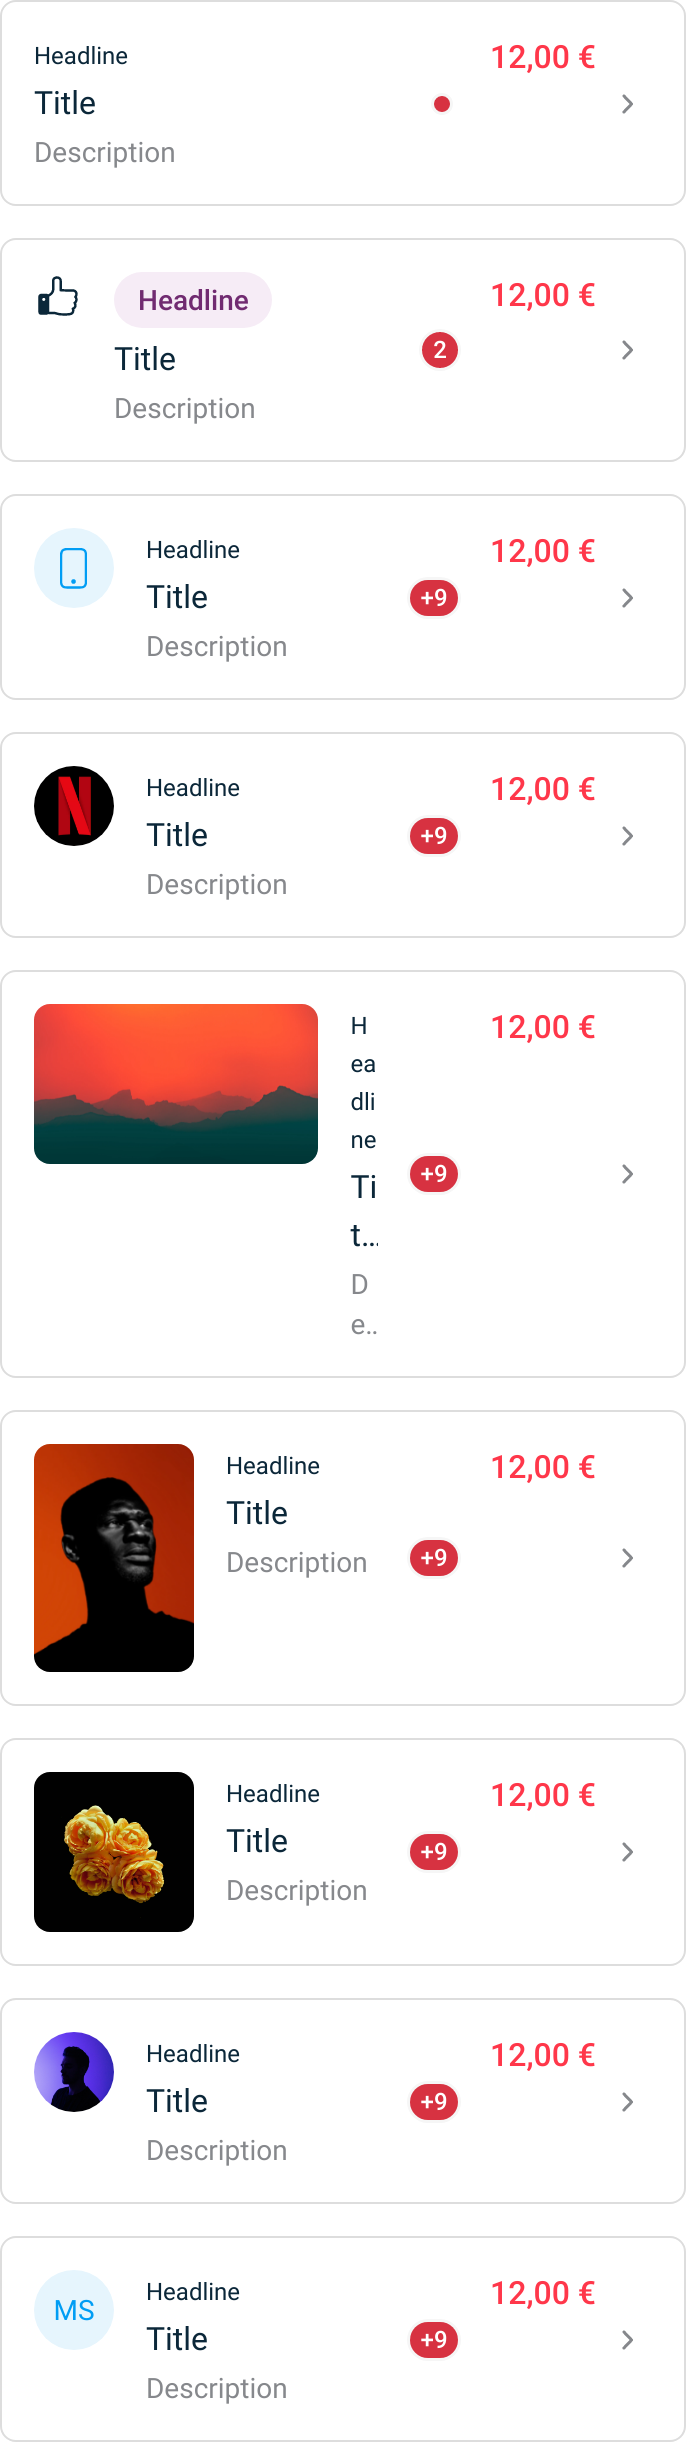 Headline
12,00 €
Title
Description
Headline
12,00 €
Title
2
Description
Headline
12,00 €
Title
+9
Description
N
Headline
12,00 €
Title
+9
Description
H
ea
dli
ne
12,00 €
Ti
t...
+9
D
e..
Headline
12,00 €
Title
Description
+9
Headline
12,00 €
Title
+9
Description
Headline
12,00 €
Title
+9
Description
MS
Headline
12,00 €
Title
+9
Description